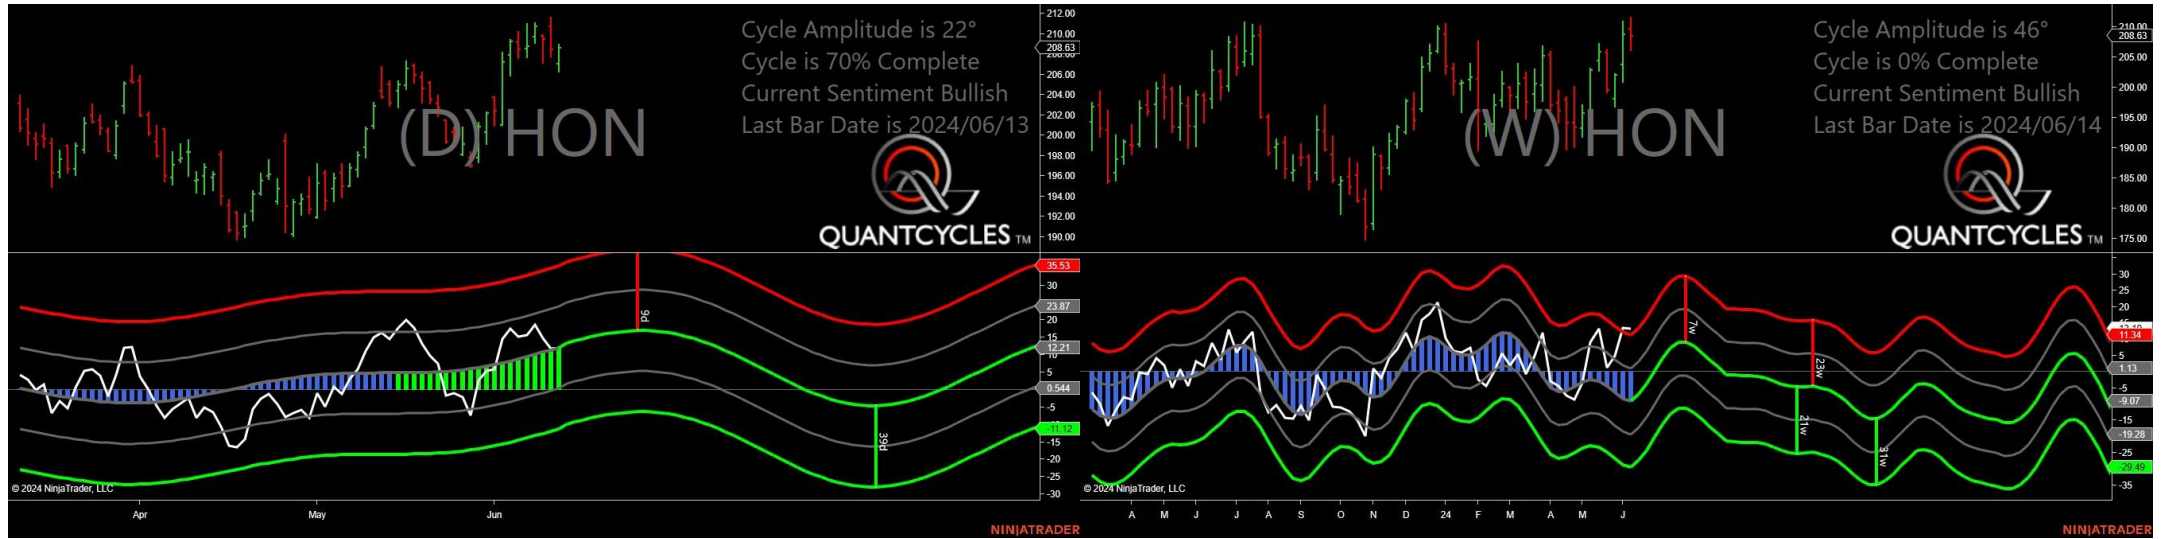 Cycle Amplitude is 22°
Cycle is 70% Complete
Current Sentiment Bullish
Last Bar Date is 2024/06/13
(D) HON
QUANTCYCLES TM
212.00
210.00
208.63
206.00
204.00
202.00
200.00
198.00
196.00
194.00
192.00
190.00
35.53
30
23.87
20
15
12.21
5
0.544
-5
-11.12
-15
-20
-25
-30
9d
39d
© 2024 NinjaTrader, LLC
Apr
May
Jun
NINJATRADER
Cycle Amplitude is 46°
Cycle is 0% Complete
Current Sentiment Bullish
Last Bar Date is 2024/06/14
(W) HON
QUANTCYCLES TM
210.00
208.63
205.00
200.00
195.00
190.00
185.00
180.00
175.00
30
25
20
11.34
5
1.13
-5
-9.07
-15
-19.28
-25
-29.49
-35
7w
23w
21w
31w
© 2024 NinjaTrader, LLC
A M J J A S O N D 24 F M A M J
NINJATRADER